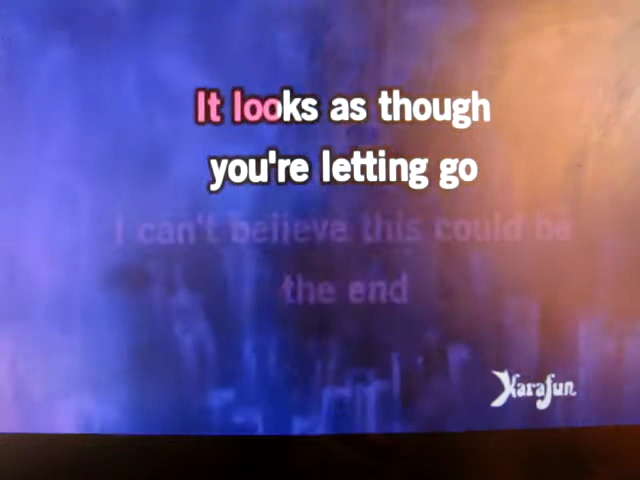 It looks as though
you're letting go
I can't believe this could be
the end
Karafun